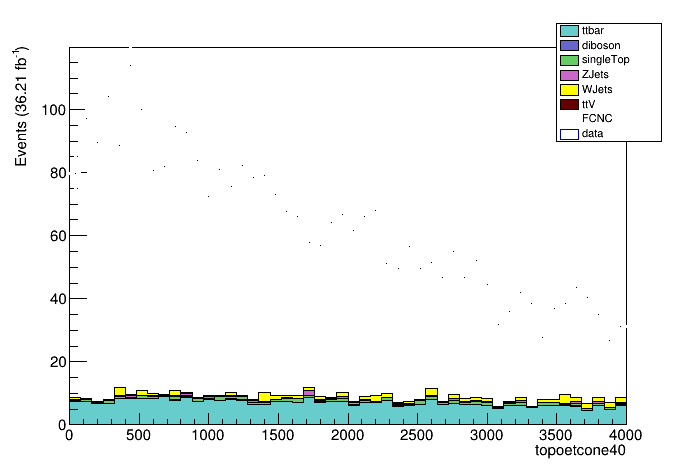 ttbar
diboson
singleTop
ZJets
WJets
ttV
FCNC
data
Events (36.21 fb⁻¹)
100
80
60
40
20
0
0 500 1000 1500 2000 2500 3000 3500 4000
topoetcone40